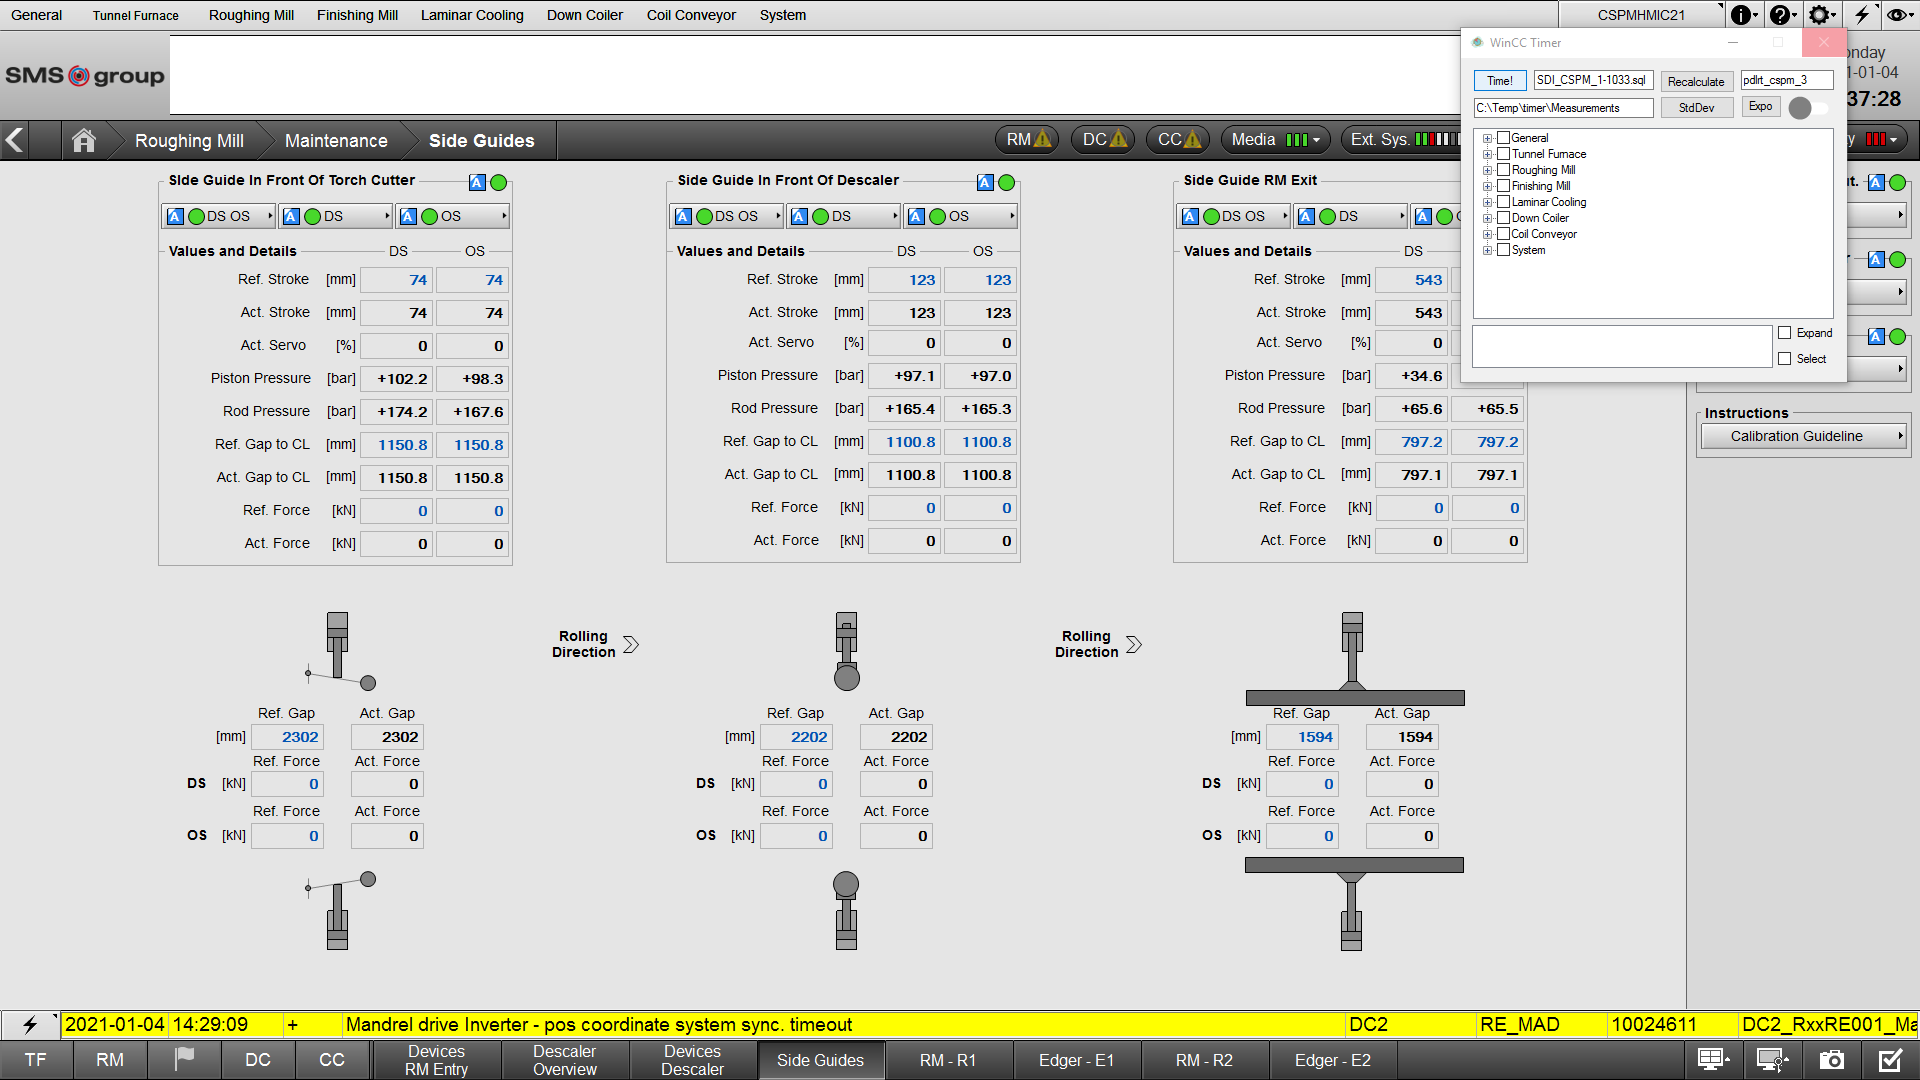 General Tunnel Furnace Roughing Mill Finishing Mill Laminar Cooling Down Coiler Coil Conveyor System CSPMHMIC21
SMS group
WinCC Timer
Time! SDI_CSPM_1-1033.sql Recalculate pdlrt_cspm_3
C:\Temp\timer\Measurements StdDev Expo
General
Tunnel Furnace
Roughing Mill
Finishing Mill
Laminar Cooling
Down Coiler
Coil Conveyor
System
Expand
Select
1-01-04
37:28
Roughing Mill Maintenance Side Guides RM DC CC Media Ext. Sys.
Side Guide In Front Of Torch Cutter A
A DS OS A DS A OS
Values and Details DS OS
Ref. Stroke [mm] 74 74
Act. Stroke [mm] 74 74
Act. Servo [%] 0 0
Piston Pressure [bar] +102.2 +98.3
Rod Pressure [bar] +174.2 +167.6
Ref. Gap to CL [mm] 1150.8 1150.8
Act. Gap to CL [mm] 1150.8 1150.8
Ref. Force [kN] 0 0
Act. Force [kN] 0 0
Side Guide In Front Of Descaler A
A DS OS A DS A OS
Values and Details DS OS
Ref. Stroke [mm] 123 123
Act. Stroke [mm] 123 123
Act. Servo [%] 0 0
Piston Pressure [bar] +97.1 +97.0
Rod Pressure [bar] +165.4 +165.3
Ref. Gap to CL [mm] 1100.8 1100.8
Act. Gap to CL [mm] 1100.8 1100.8
Ref. Force [kN] 0 0
Act. Force [kN] 0 0
Side Guide RM Exit
A DS OS A DS A
Values and Details DS
Ref. Stroke [mm] 543
Act. Stroke [mm] 543
Act. Servo [%] 0
Piston Pressure [bar] +34.6
Rod Pressure [bar] +65.6 +65.5
Ref. Gap to CL [mm] 797.2 797.2
Act. Gap to CL [mm] 797.1 797.1
Ref. Force [kN] 0 0
Act. Force [kN] 0 0
A
A
A
Instructions
Calibration Guideline
Rolling
Direction
Rolling
Direction
Ref. Gap Act. Gap
[mm] 2302 2302
Ref. Force Act. Force
DS [kN] 0 0
Ref. Force Act. Force
OS [kN] 0 0
Ref. Gap Act. Gap
[mm] 2202 2202
Ref. Force Act. Force
DS [kN] 0 0
Ref. Force Act. Force
OS [kN] 0 0
Ref. Gap Act. Gap
[mm] 1594 1594
Ref. Force Act. Force
DS [kN] 0 0
Ref. Force Act. Force
OS [kN] 0 0
2021-01-04 14:29:09 + Mandrel drive Inverter - pos coordinate system sync. timeout DC2 RE_MAD 10024611 DC2_RxxRE001_Ma
TF RM DC CC Devices RM Entry Descaler Overview Devices Descaler Side Guides RM - R1 Edger - E1 RM - R2 Edger - E2